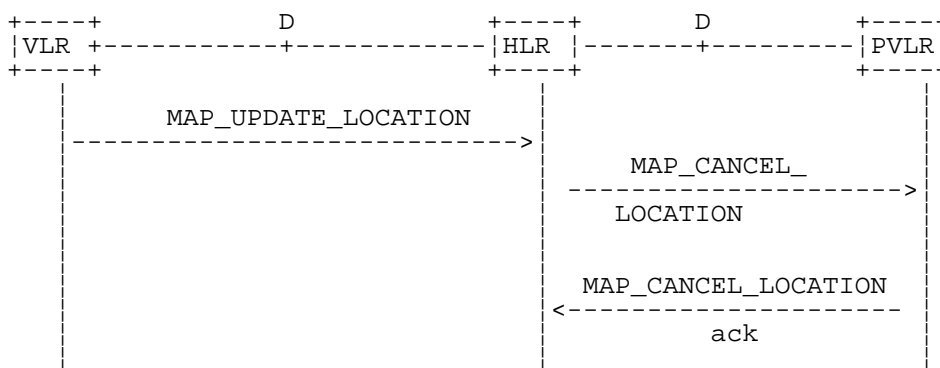 D D
VLR HLR PVLR
MAP_UPDATE_LOCATION
MAP_CANCEL_
LOCATION
MAP_CANCEL_LOCATION
ack